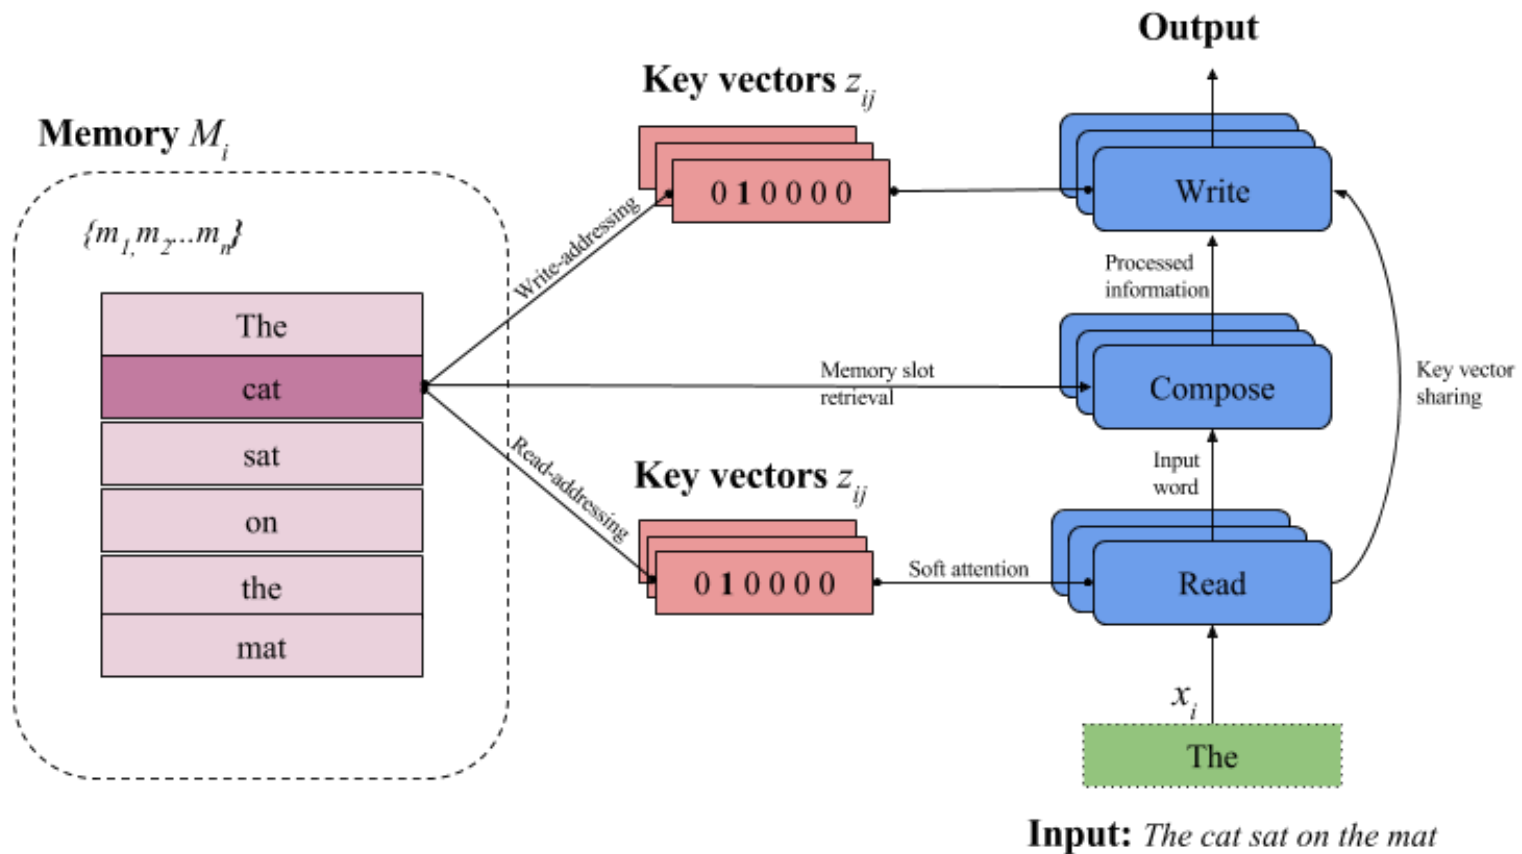 Output
Key vectors z_ij
Memory M_i
{m_1, m_2...m_n}
0 1 0 0 0 0
Write
Write-addressing
Processed
information
The
cat
sat
on
the
mat
Memory slot
retrieval
Compose
Key vector
sharing
Read-addressing
Key vectors z_ij
Input
word
0 1 0 0 0 0
Soft attention
Read
x_i
The
Input: The cat sat on the mat